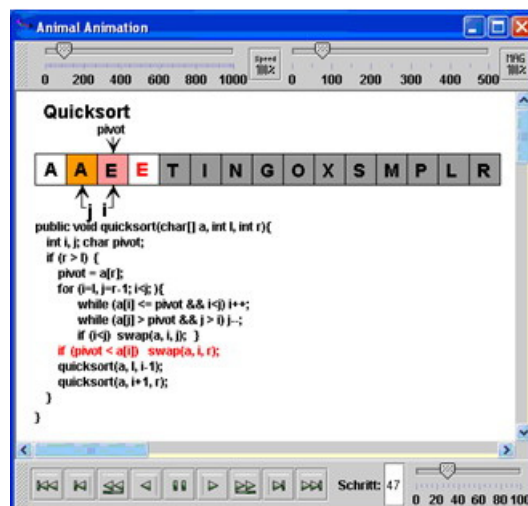 Animal Animation
0 200 400 600 800 1000
Speed 100%
0 100 200 300 400 500
MAG 100%
Quicksort
pivot
A A E E T I N G O X S M P L R
j i
public void quicksort(char[] a, int l, int r){
int i, j; char pivot;
if (r > l) {
pivot = a[r];
for (i=l, j=r-1; i<j; ){
while (a[i] <= pivot && i<j) i++;
while (a[j] > pivot && j > i) j--;
if (i<j) swap(a, i, j); }
if (pivot < a[i]) swap(a, i, r);
quicksort(a, l, i-1);
quicksort(a, i+1, r);
}
}
Schritt: 47
0 20 40 60 80 100